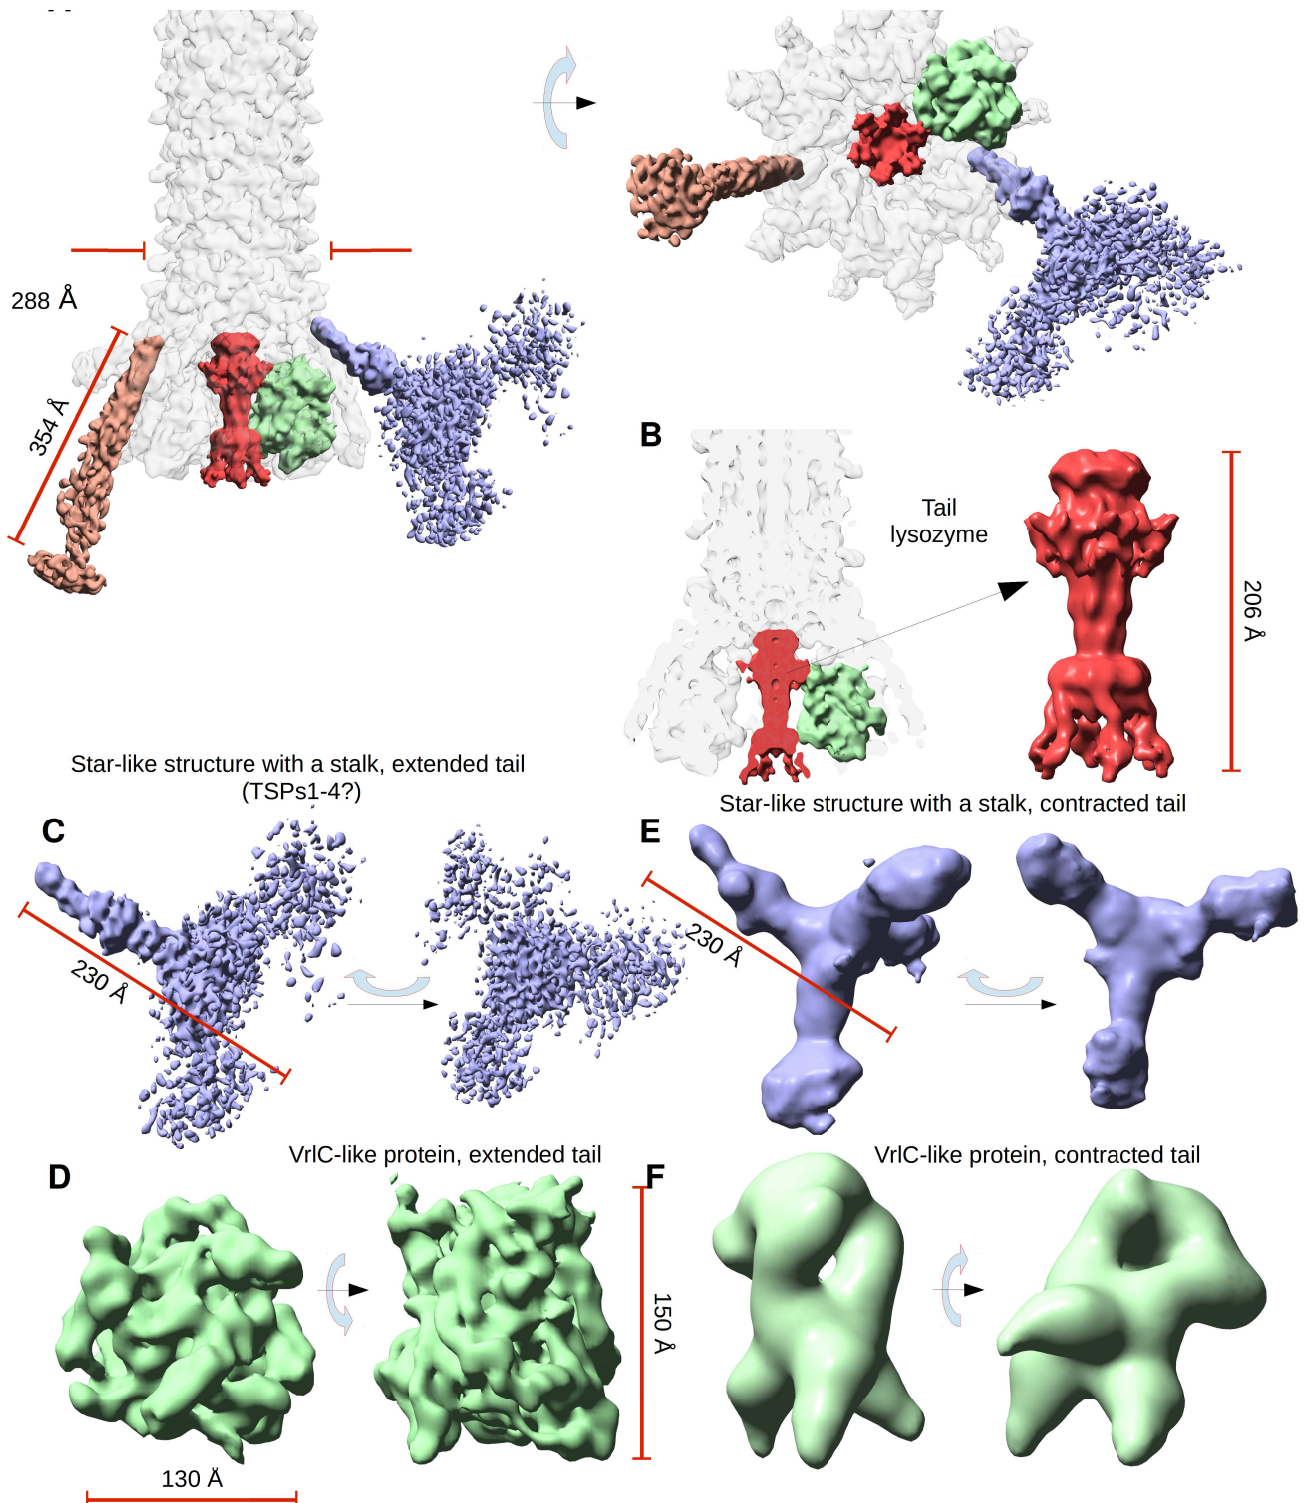 288 Å
354 Å
B
Tail
lysozyme
206 Å
Star-like structure with a stalk, extended tail
(TSPs1-4?)
Star-like structure with a stalk, contracted tail
C
230 Å
E
230 Å
VrlC-like protein, extended tail
VrlC-like protein, contracted tail
D
150 Å
F
130 Å